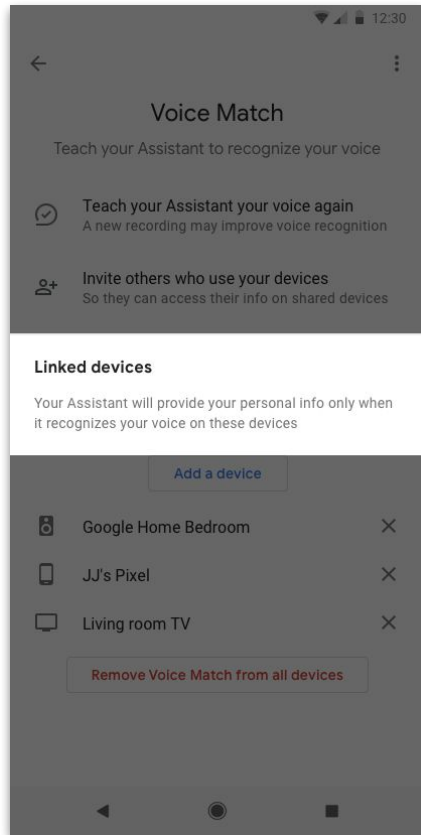 12:30
Voice Match
Teach your Assistant to recognize your voice
Teach your Assistant your voice again
A new recording may improve voice recognition
Invite others who use your devices
So they can access their info on shared devices
Linked devices
Your Assistant will provide your personal info only when
it recognizes your voice on these devices
Add a device
Google Home Bedroom
JJ's Pixel
Living room TV
Remove Voice Match from all devices